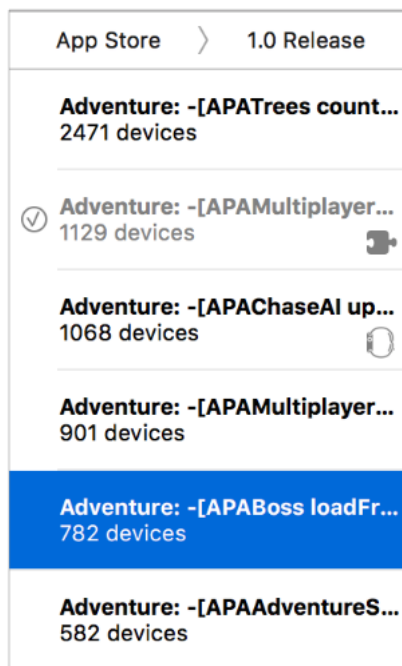 App Store 〉 1.0 Release
Adventure: -[APATrees count...
2471 devices
Adventure: -[APAMultiplayer...
1129 devices
Adventure: -[APAChaseAI up...
1068 devices
Adventure: -[APAMultiplayer...
901 devices
Adventure: -[APABoss loadFr...
782 devices
Adventure: -[APAAdventureS...
582 devices